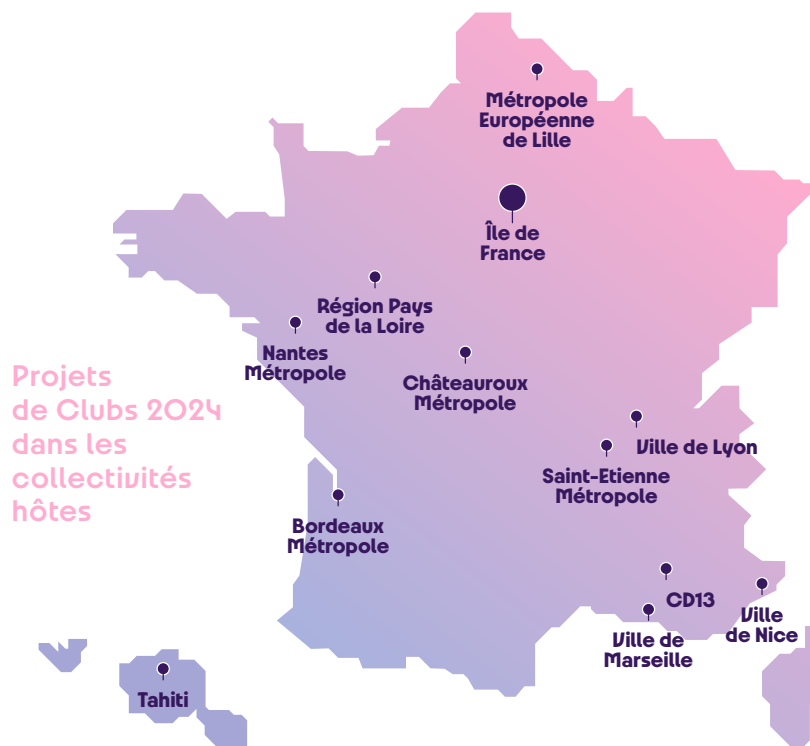 Métropole
Européenne
de Lille
Île de
France
Région Pays
de la Loire
Nantes
Métropole
Châteauroux
Métropole
Projets
de Clubs 2024
dans les
collectivités
hôtes
Ville de Lyon
Saint-Etienne
Métropole
Bordeaux
Métropole
CD13
Ville
de Nice
Ville de
Marseille
Tahiti